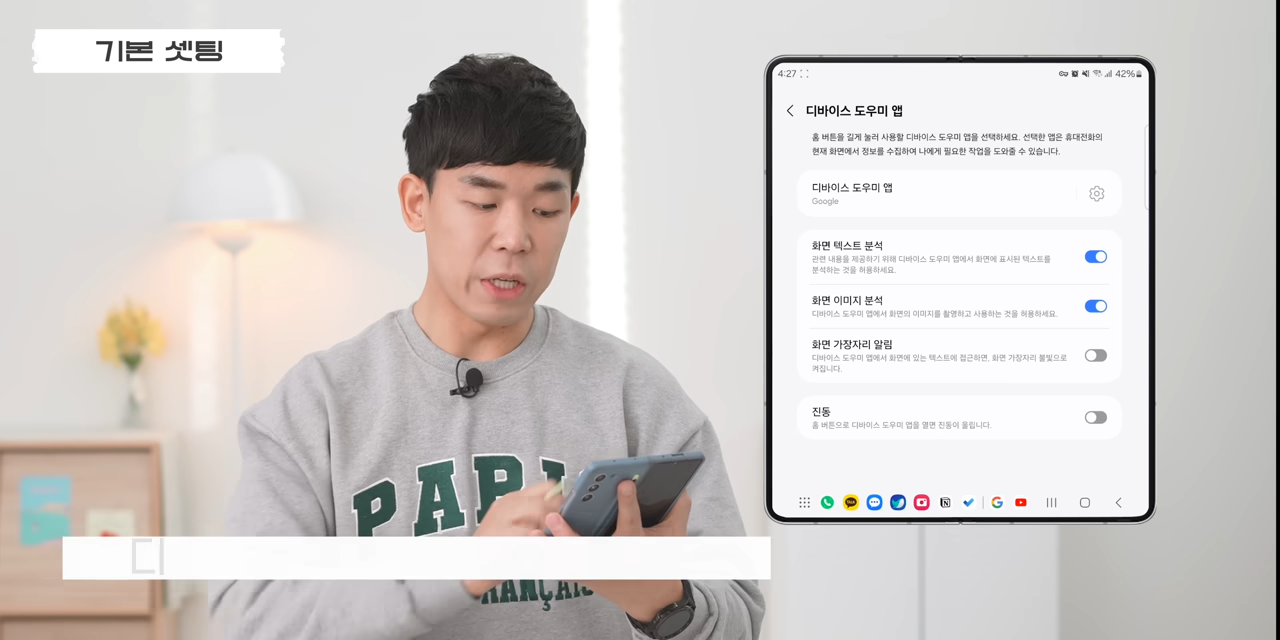 기본 셋팅
4:27
42%
디바이스 도우미 앱
홈 버튼을 길게 눌러 사용할 디바이스 도우미 앱을 선택하세요. 선택한 앱은 휴대전화의
현재 화면에서 정보를 수집하여 나에게 필요한 작업을 도와줄 수 있습니다.
디바이스 도우미 앱
Google
화면 텍스트 분석
관련 내용을 제공하기 위해 디바이스 도우미 앱에서 화면에 표시된 텍스트를
분석하는 것을 허용하세요.
화면 이미지 분석
디바이스 도우미 앱에서 화면의 이미지를 촬영하고 사용하는 것을 허용하세요.
화면 가장자리 알림
디바이스 도우미 앱에서 화면에 있는 텍스트에 접근하면, 화면 가장자리 불빛으로
켜집니다.
진동
홈 버튼으로 디바이스 도우미 앱을 열면 진동이 울립니다.
디